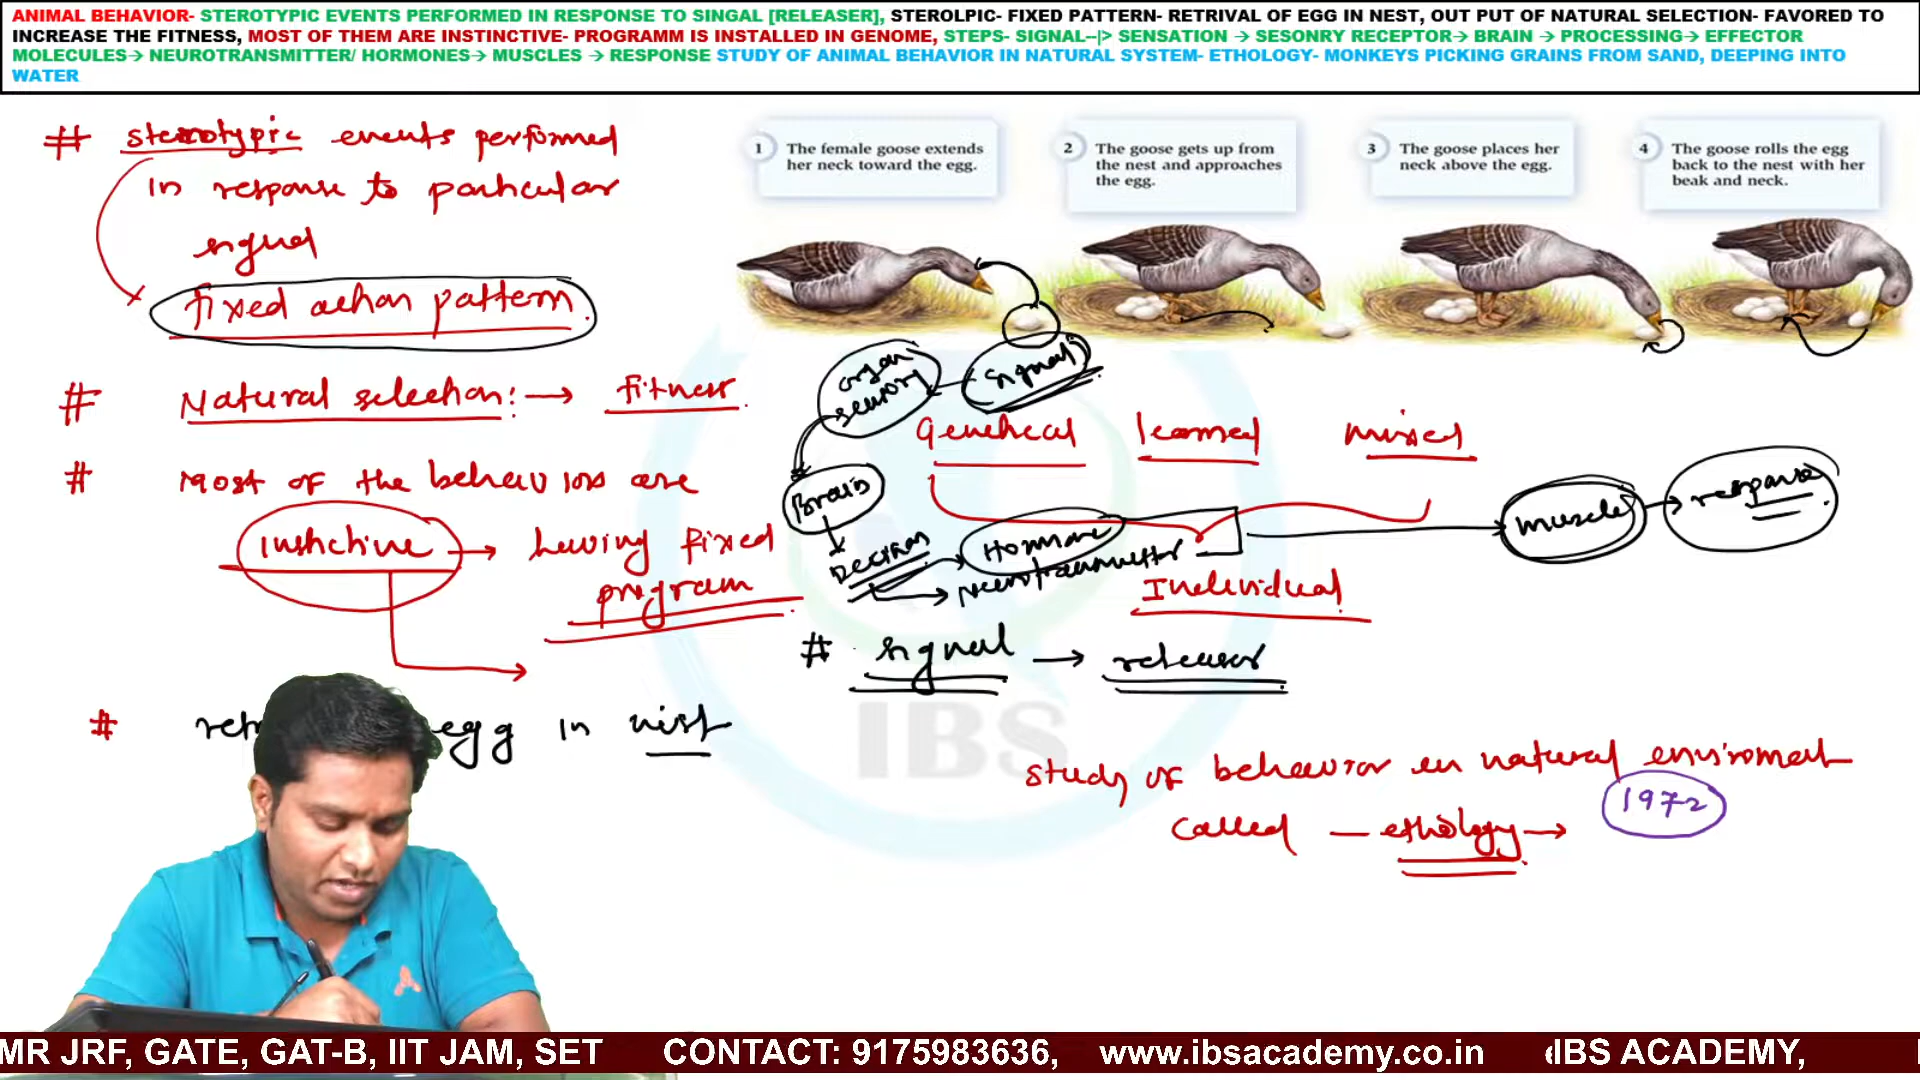 ANIMAL BEHAVIOR- STEROTYPIC EVENTS PERFORMED IN RESPONSE TO SINGAL [RELEASER], STEROLPIC- FIXED PATTERN- RETRIVAL OF EGG IN NEST, OUT PUT OF NATURAL SELECTION- FAVORED TO
INCREASE THE FITNESS, MOST OF THEM ARE INSTINCTIVE- PROGRAMM IS INSTALLED IN GENOME, STEPS- SIGNAL--|> SENSATION → SESONRY RECEPTOR→ BRAIN → PROCESSING→ EFFECTOR
MOLECULES→ NEUROTRANSMITTER/ HORMONES→ MUSCLES → RESPONSE STUDY OF ANIMAL BEHAVIOR IN NATURAL SYSTEM- ETHOLOGY- MONKEYS PICKING GRAINS FROM SAND, DEEPING INTO
WATER
# sterotypic events performed
in response to particular
signal
fixed action pattern.
# Natural selection: → fitness.
# Most of the behaviors are
instinctive → having fixed
program
# egg in nist
1 The female goose extends
her neck toward the egg.
2 The goose gets up from
the nest and approaches
the egg.
3 The goose places her
neck above the egg.
4 The goose rolls the egg
back to the nest with her
beak and neck.
signal
organ
sensory
Genetical learned mixed
Brain
Decision
Hormone
neurotransmitter
muscle → response
Individual
# signal → releaser
IBS
study of behavior in natural enviroment
called — ethology →
1972
MR JRF, GATE, GAT-B, IIT JAM, SET CONTACT: 9175983636, www.ibsacademy.co.in IBS ACADEMY,